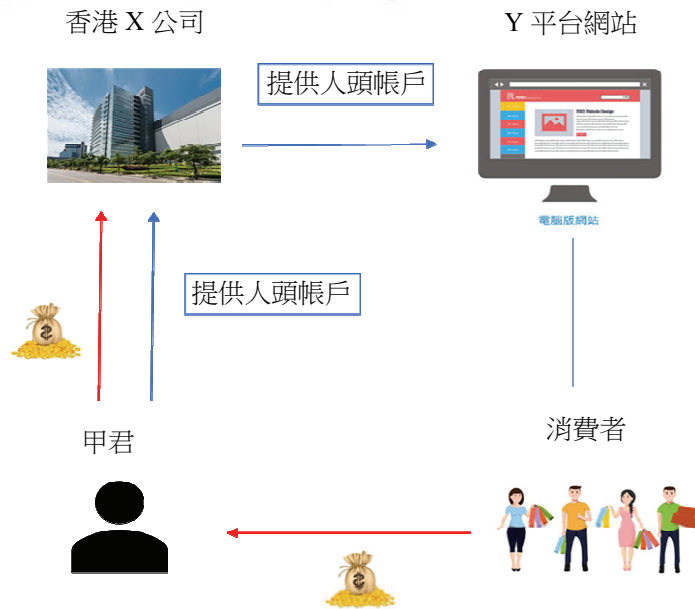 香港 X 公司
Y 平台網站
提供人頭帳戶
電腦版網站
提供人頭帳戶
甲君
消費者